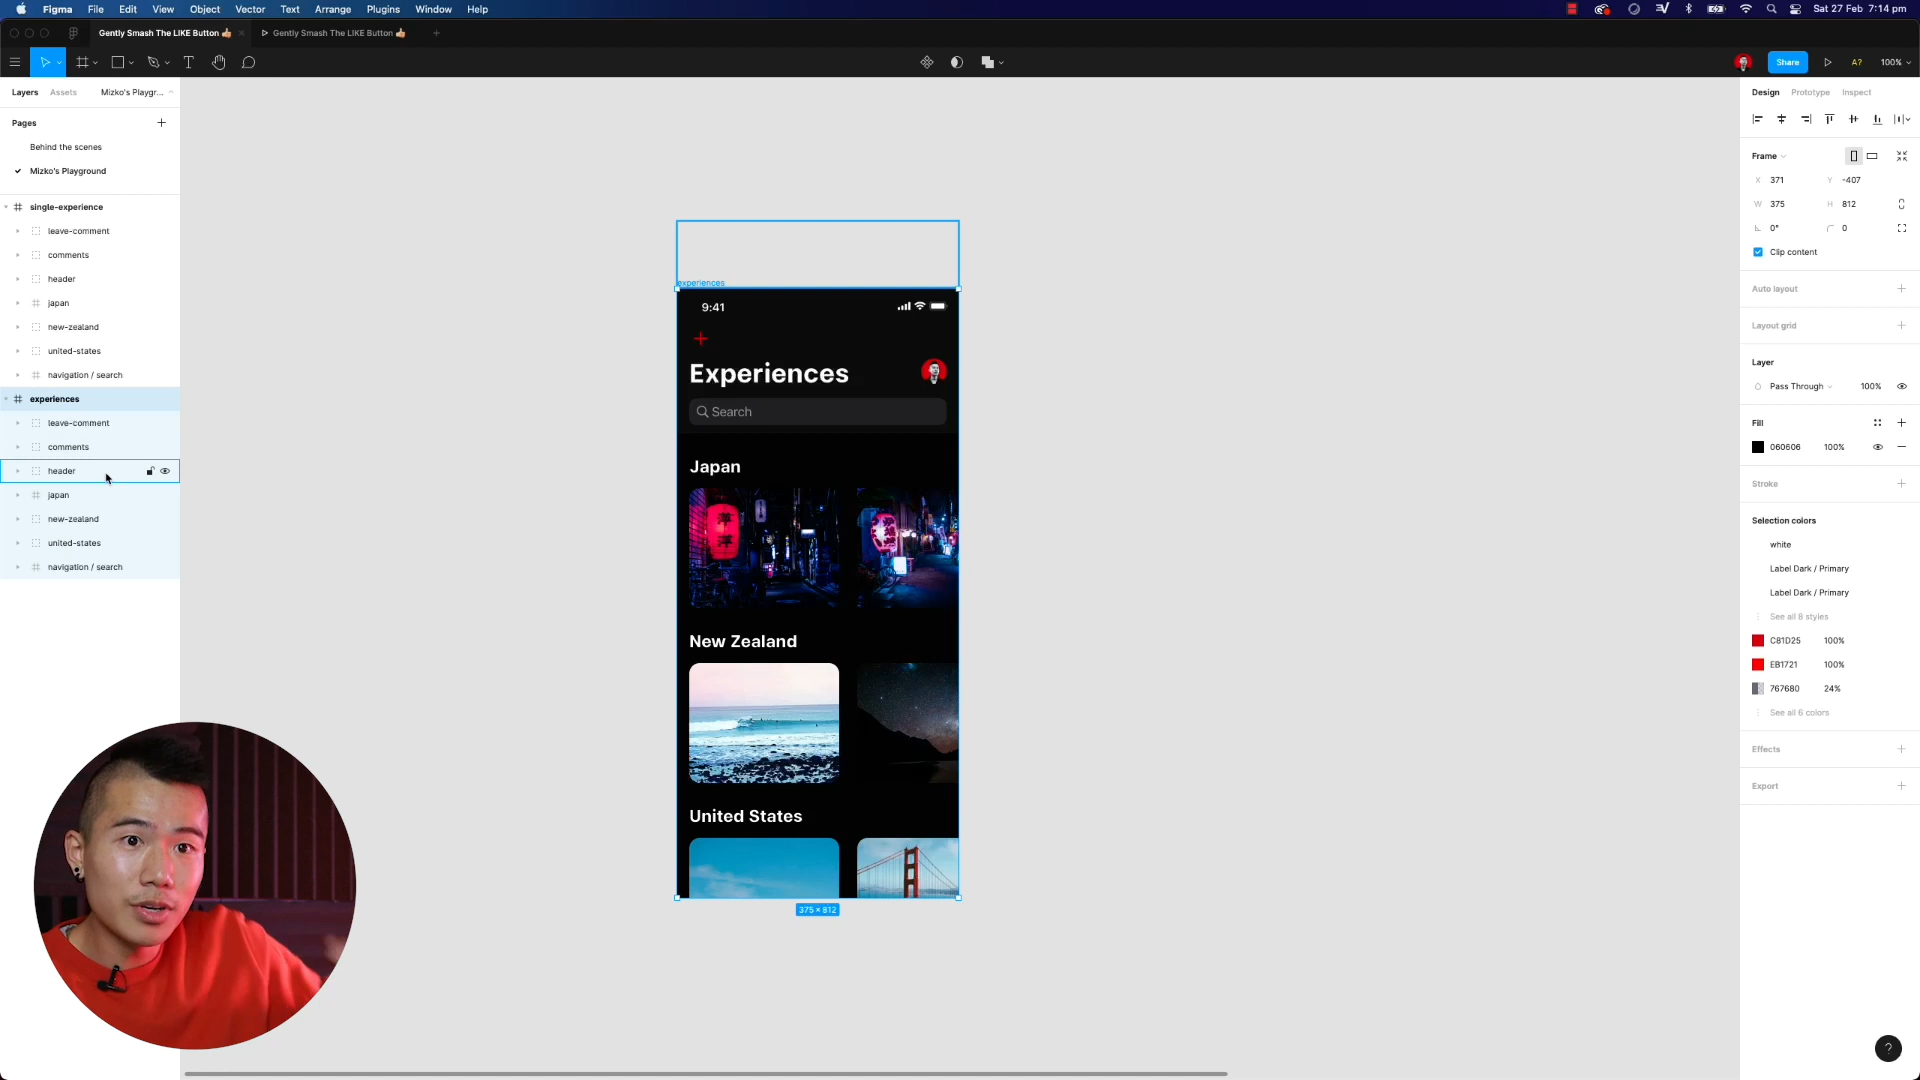 Figma File Edit View Object Vector Text Arrange Plugins Window Help
Sat 27 Feb 7:14 pm
Gently Smash The LIKE Button 👍🏼
Gently Smash The LIKE Button 👍🏼
Share
A?
100%
Layers Assets Mizko's Playgr...
Pages
Behind the scenes
Mizko's Playground
single-experience
leave-comment
comments
header
japan
new-zealand
united-states
navigation / search
experiences
leave-comment
comments
header
japan
new-zealand
united-states
navigation / search
experiences
9:41
Experiences
Search
Japan
New Zealand
United States
375 × 812
Design Prototype Inspect
Frame
X 371 Y -407
W 375 H 812
0° 0
Clip content
Auto layout
Layout grid
Layer
Pass Through 100%
Fill
060606 100%
Stroke
Selection colors
white
Label Dark / Primary
Label Dark / Primary
See all 8 styles
C81D25 100%
EB1721 100%
767680 24%
See all 6 colors
Effects
Export
?